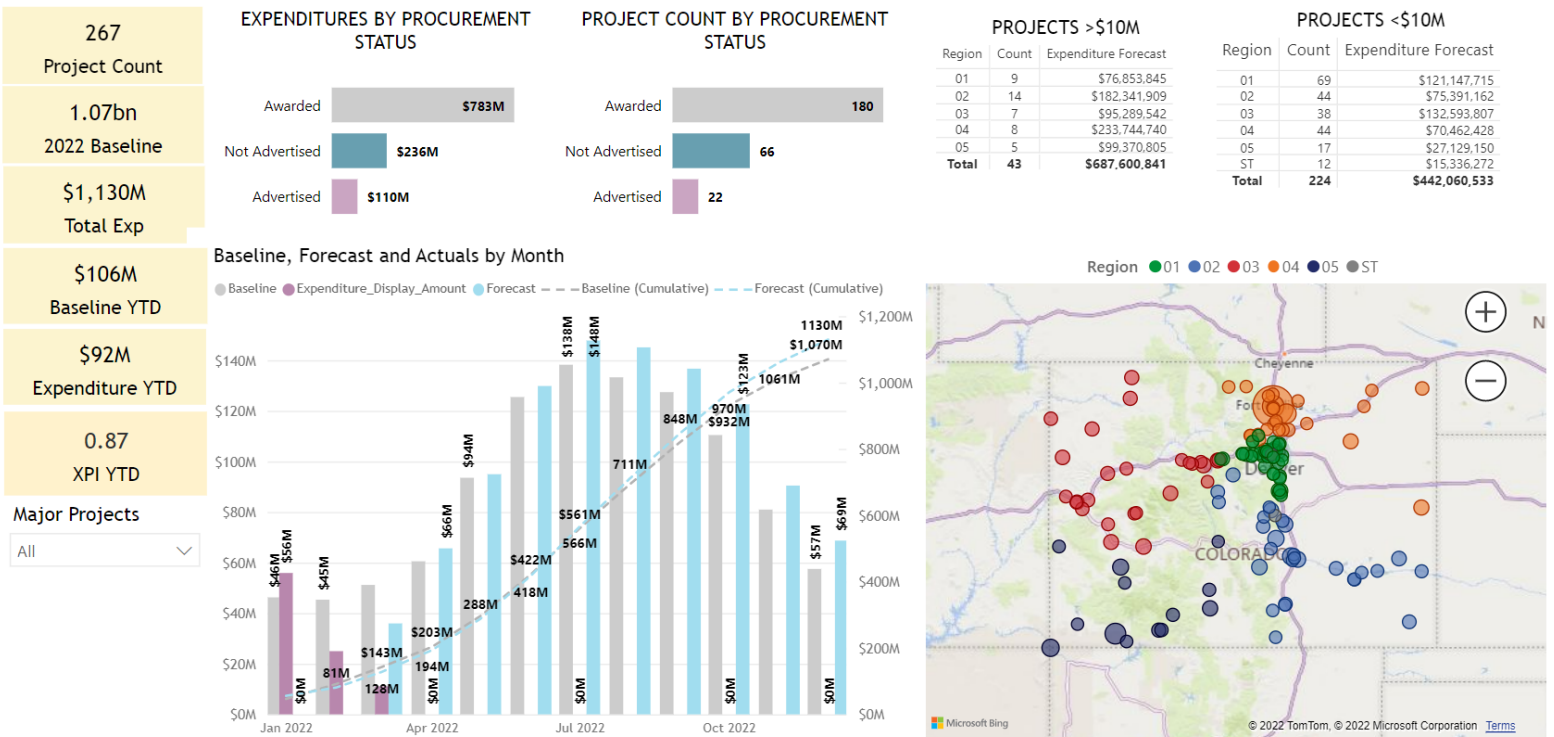 267
Project Count
1.07bn
2022 Baseline
$1,130M
Total Exp
$106M
Baseline YTD
$92M
Expenditure YTD
0.87
XPI YTD
Major Projects
All
EXPENDITURES BY PROCUREMENT
STATUS
Awarded $783M
Not Advertised $236M
Advertised $110M
PROJECT COUNT BY PROCUREMENT
STATUS
Awarded 180
Not Advertised 66
Advertised 22
PROJECTS >$10M
Region Count Expenditure Forecast
01 9 $76,853,845
02 14 $182,341,909
03 7 $95,289,542
04 8 $233,744,740
05 5 $99,370,805
Total 43 $687,600,841
PROJECTS <$10M
Region Count Expenditure Forecast
01 69 $121,147,715
02 44 $75,391,162
03 38 $132,593,807
04 44 $70,462,428
05 17 $27,129,150
ST 12 $15,336,272
Total 224 $442,060,533
Baseline, Forecast and Actuals by Month
Baseline Expenditure_Display_Amount Forecast Baseline (Cumulative) Forecast (Cumulative)
$140M
$120M
$100M
$80M
$60M
$40M
$20M
$0M
$46M
$56M
$0M
$45M
81M
$143M
128M
$66M
$203M
194M
$0M
$94M
288M
$422M
418M
$138M
$148M
$561M
566M
$0M
711M
848M
$123M
970M
$932M
$0M
1061M
1130M
$1,070M
$57M
$69M
$0M
$1,200M
$1,000M
$800M
$600M
$400M
$200M
$0M
Jan 2022 Apr 2022 Jul 2022 Oct 2022
Region 01 02 03 04 05 ST
N
Cheyenne
COLORADO
Microsoft Bing
© 2022 TomTom, © 2022 Microsoft Corporation Terms